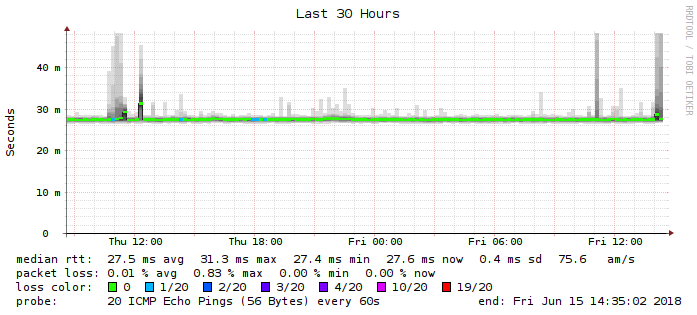 Last 30 Hours
RRDTOOL / TOBI OETIKER
Seconds
40 m
30 m
20 m
10 m
0
Thu 12:00 Thu 18:00 Fri 00:00 Fri 06:00 Fri 12:00
median rtt: 27.5 ms avg 31.3 ms max 27.4 ms min 27.6 ms now 0.4 ms sd 75.6 am/s
packet loss: 0.01 % avg 0.83 % max 0.00 % min 0.00 % now
loss color: 0 1/20 2/20 3/20 4/20 10/20 19/20
probe: 20 ICMP Echo Pings (56 Bytes) every 60s end: Fri Jun 15 14:35:02 2018